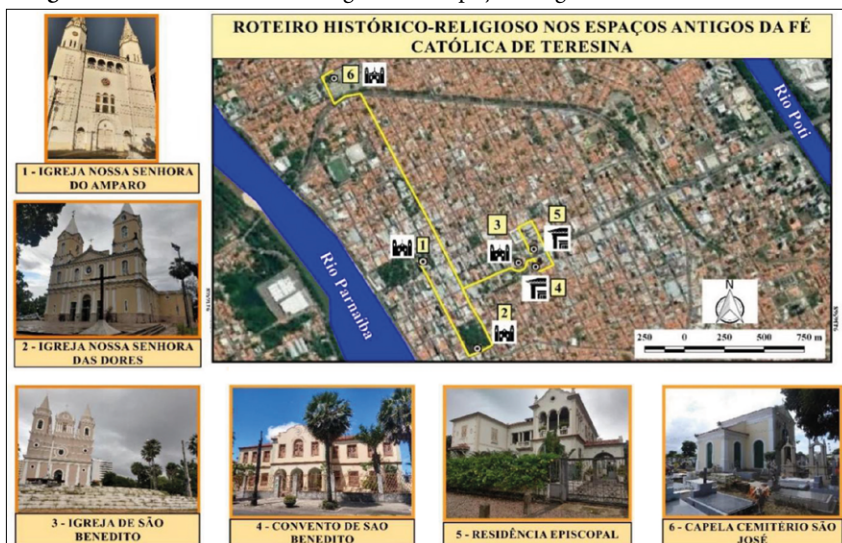 ROTEIRO HISTÓRICO-RELIGIOSO NOS ESPAÇOS ANTIGOS DA FÉ
CATÓLICA DE TERESINA
1 - IGREJA NOSSA SENHORA
DO AMPARO
2 - IGREJA NOSSA SENHORA
DAS DORES
6
Rio Poti
Rio Parnaíba
1
3
5
4
2
N
250 0 250 500 750 m
3 - IGREJA DE SÃO
BENEDITO
4 - CONVENTO DE SAO
BENEDITO
5 - RESIDÊNCIA EPISCOPAL
6 - CAPELA CEMITÉRIO SÃO
JOSÉ